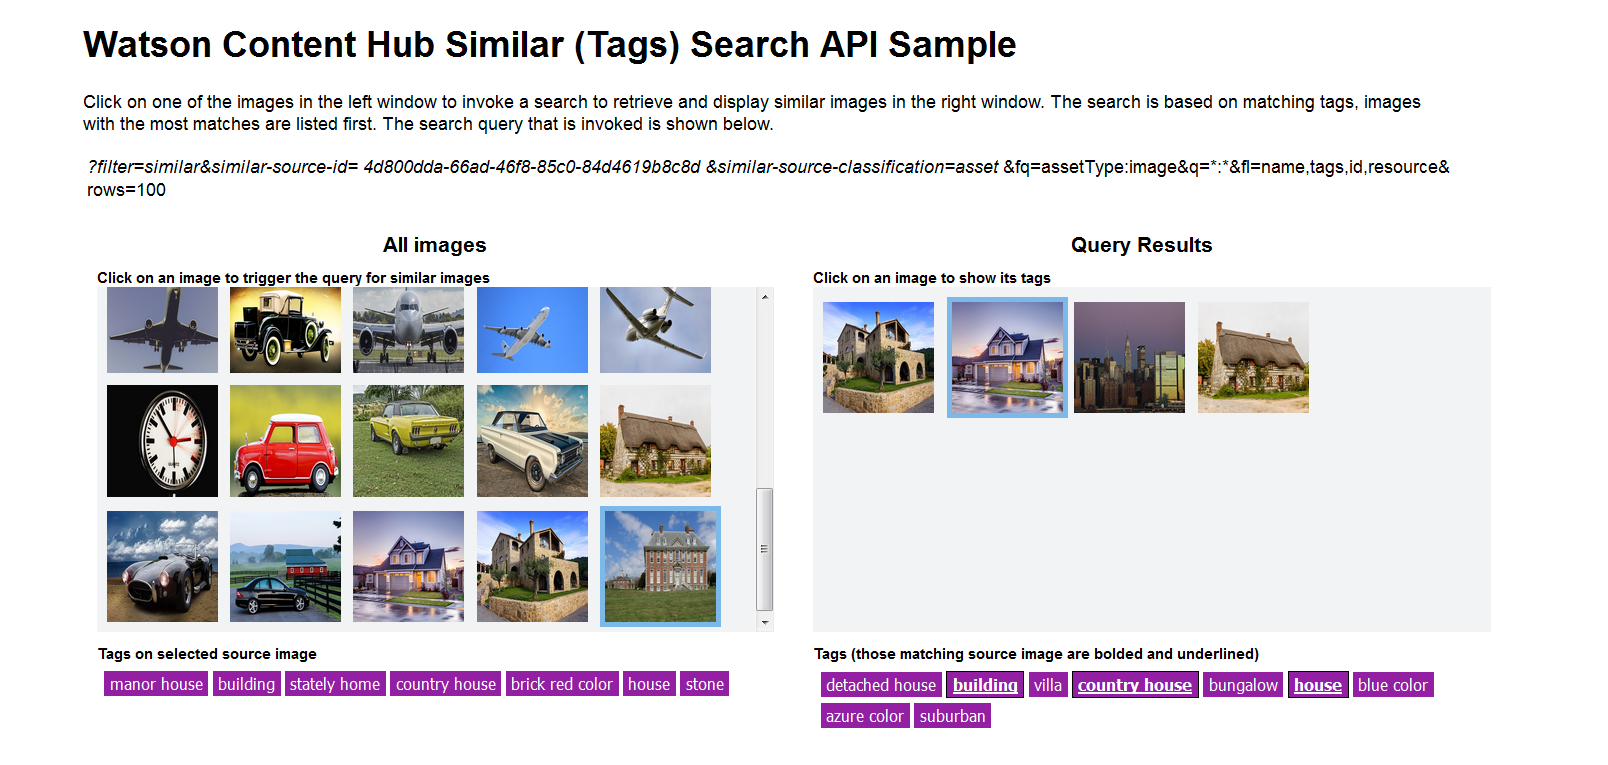 Watson Content Hub Similar (Tags) Search API Sample
Click on one of the images in the left window to invoke a search to retrieve and display similar images in the right window. The search is based on matching tags, images
with the most matches are listed first. The search query that is invoked is shown below.
?filter=similar&similar-source-id= 4d800dda-66ad-46f8-85c0-84d4619b8c8d &similar-source-classification=asset &fq=assetType:image&q=*:*&fl=name,tags,id,resource&
rows=100
All images
Click on an image to trigger the query for similar images
Query Results
Click on an image to show its tags
QUARTZ
Tags on selected source image
manor house building stately home country house brick red color house stone
Tags (those matching source image are bolded and underlined)
detached house building villa country house bungalow house blue color
azure color suburban